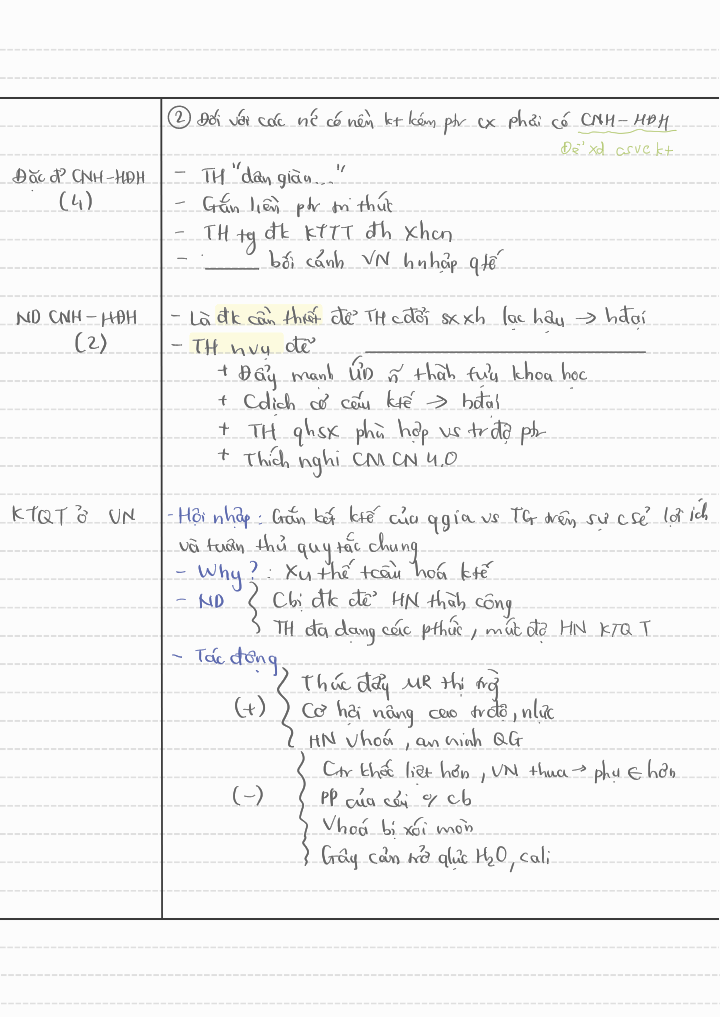 ② Đối với các nc có nền kt kém ptr cx phải có CNH-HĐH
Để xd csvc kt
Đặc đ² CNH-HĐH
(4)
- TH "dân giàu..."
- Gắn liền ptr tri thức
- TH tg đk KTTT đh xhcn
- ______ bối cảnh VN hnhập qtế
ND CNH-HĐH
(2)
- Là đk cần thiết để TH cđổi sx xh lạc hậu → hđại
- TH nvụ để ______
+ Đẩy mạnh ƯD ~ thành tựu khoa học
+ Cdịch cơ cấu ktế → hđại
+ TH qhsx phù hợp vs trđộ ptr
+ Thích nghi CM CN 4.0
KTQT ở VN
- Hội nhập: Gắn kết ktế của qgia vs TG trên sự csẻ lợi ích
và tuân thủ quy tắc chung
- Why?: Xu thế tcầu hoá ktế
- ND
Cbị đk để HN thành công
TH đa dạng các pthức, mức độ HN KTQT
- Tác động
(+)
Thúc đẩy MR thị trg
Cơ hội nâng cao trđộ, nlực
HN vhoá, an ninh QG
(-)
Ctr khốc liệt hơn, VN thua → phụ ∈ hơn
PP của cải % cb
Vhoá bị xói mòn
Gây cản trở qlực H₂O,